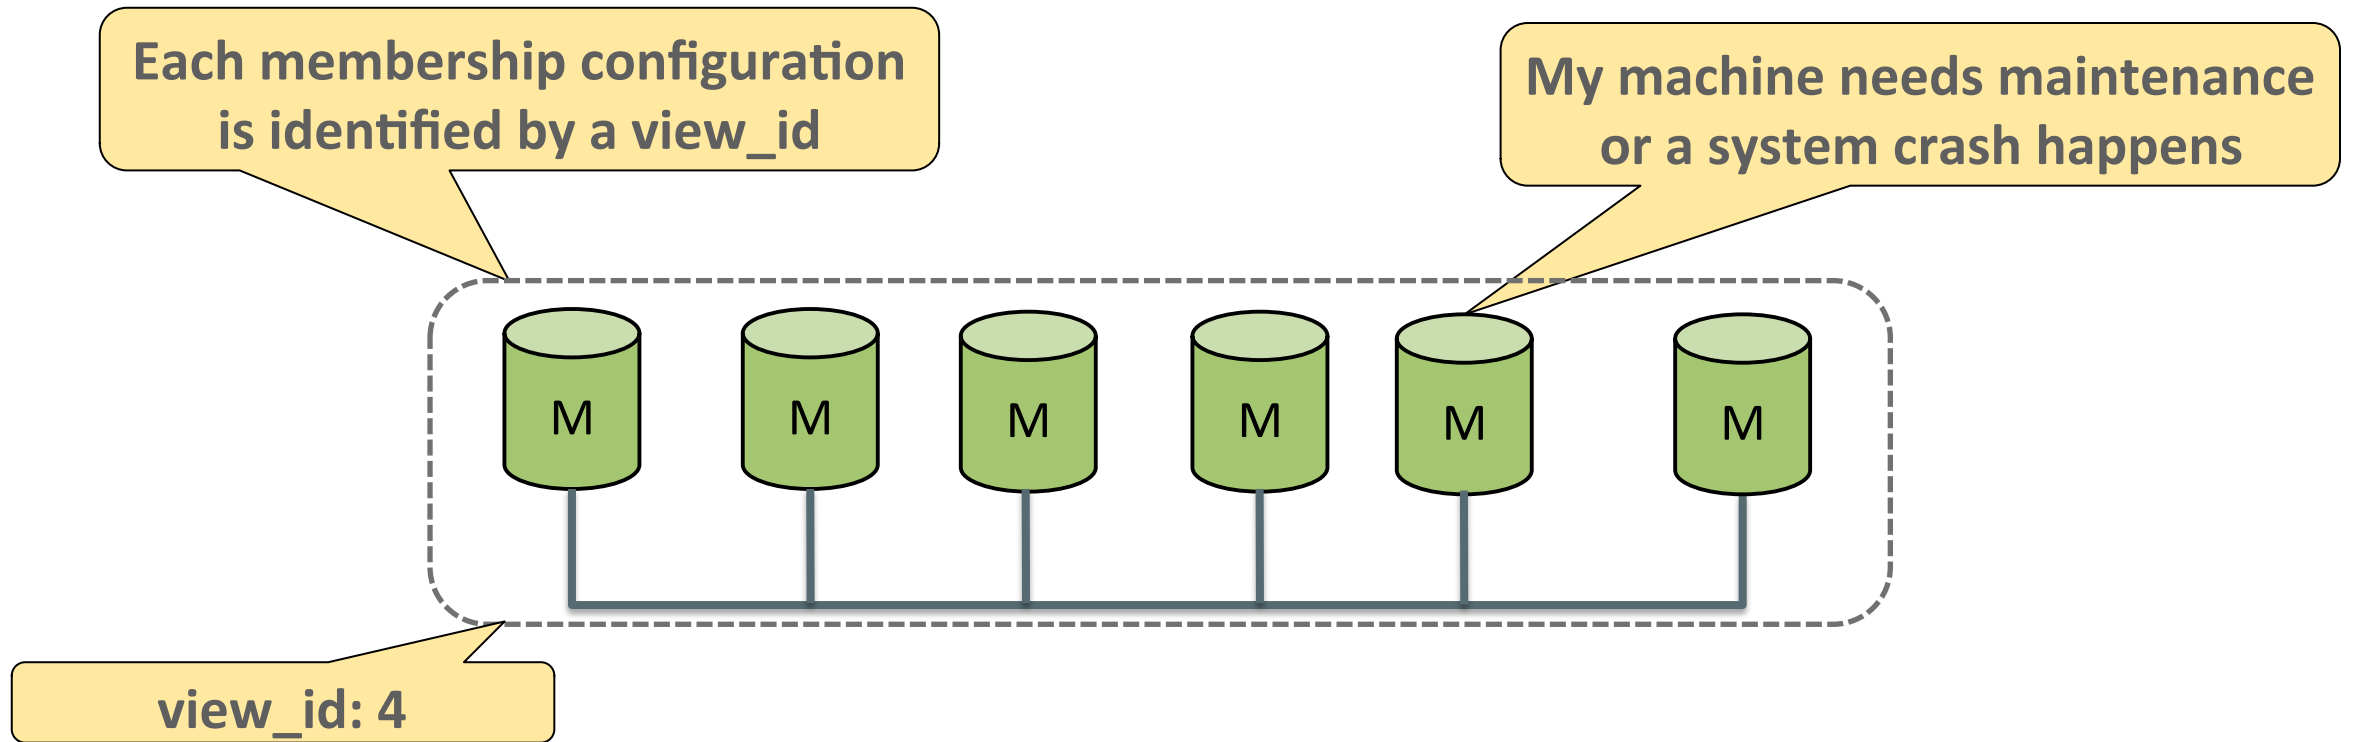 Each membership configuration
is identified by a view_id
My machine needs maintenance
or a system crash happens
M
M
M
M
M
M
view_id: 4